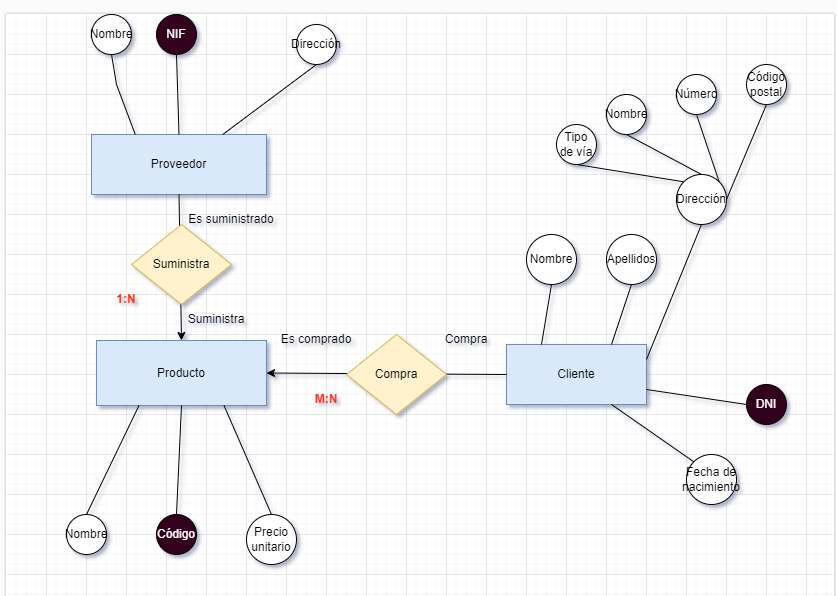 Nombre
NIF
Dirección
Código
postal
Número
Nombre
Tipo
de vía
Proveedor
Dirección
Es suministrado
Suministra
Nombre
Apellidos
1:N
Suministra
Es comprado
Compra
Producto
Compra
Cliente
M:N
DNI
Fecha de
nacimiento
Nombre
Código
Precio
unitario